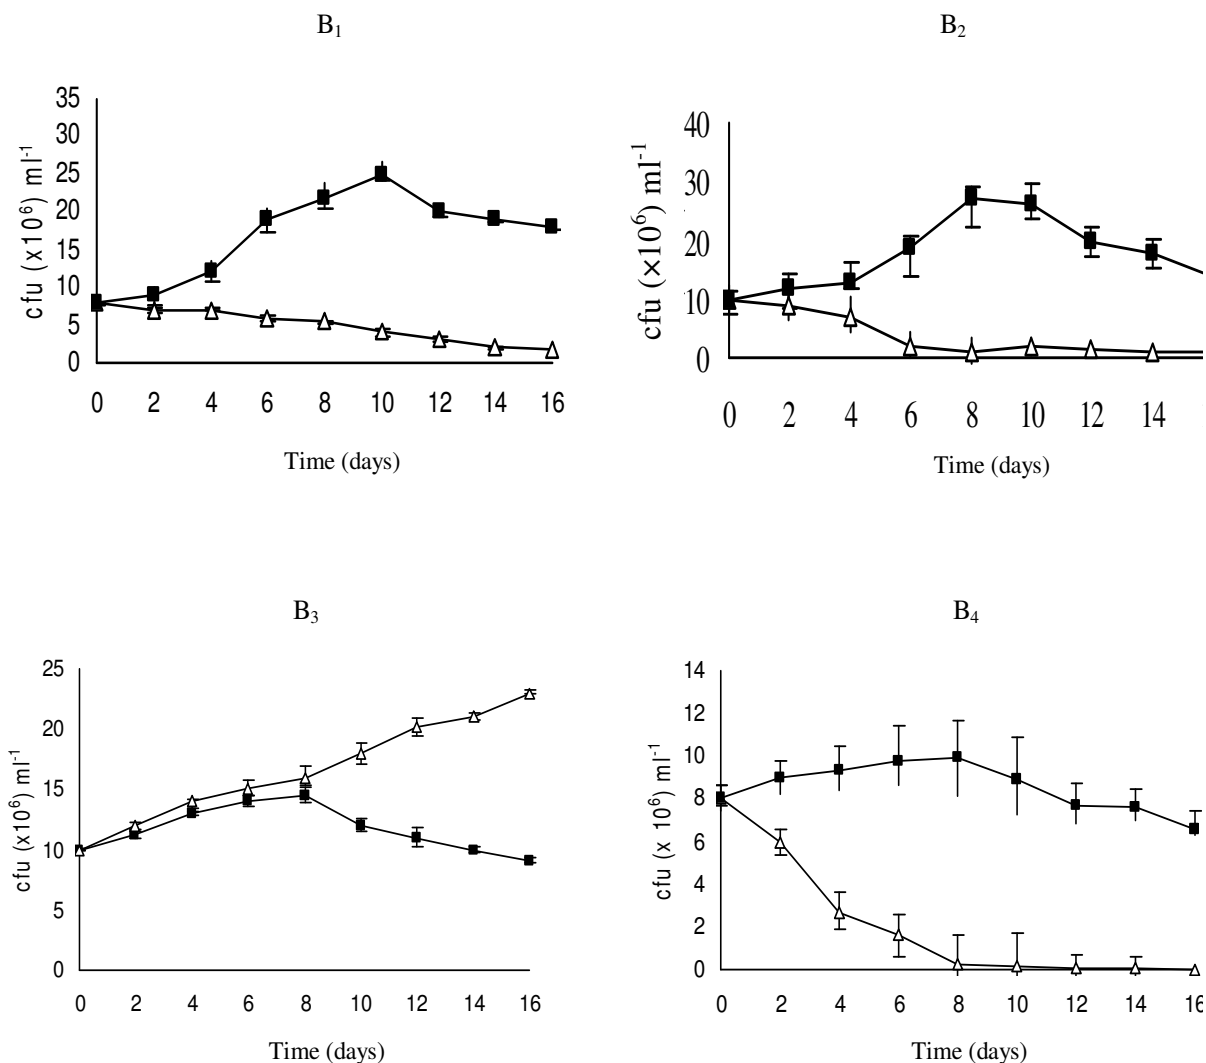 B₁
cfu (x10⁶) ml⁻¹
35
30
25
20
15
10
5
0
0 2 4 6 8 10 12 14 16
Time (days)
B₂
cfu (×10⁶) ml⁻¹
40
30
20
10
0
0 2 4 6 8 10 12 14
Time (days)
B₃
cfu (x10⁶) ml⁻¹
25
20
15
10
5
0
0 2 4 6 8 10 12 14 16
Time (days)
B₄
cfu (x 10⁶) ml⁻¹
14
12
10
8
6
4
2
0
0 2 4 6 8 10 12 14 16
Time (days)